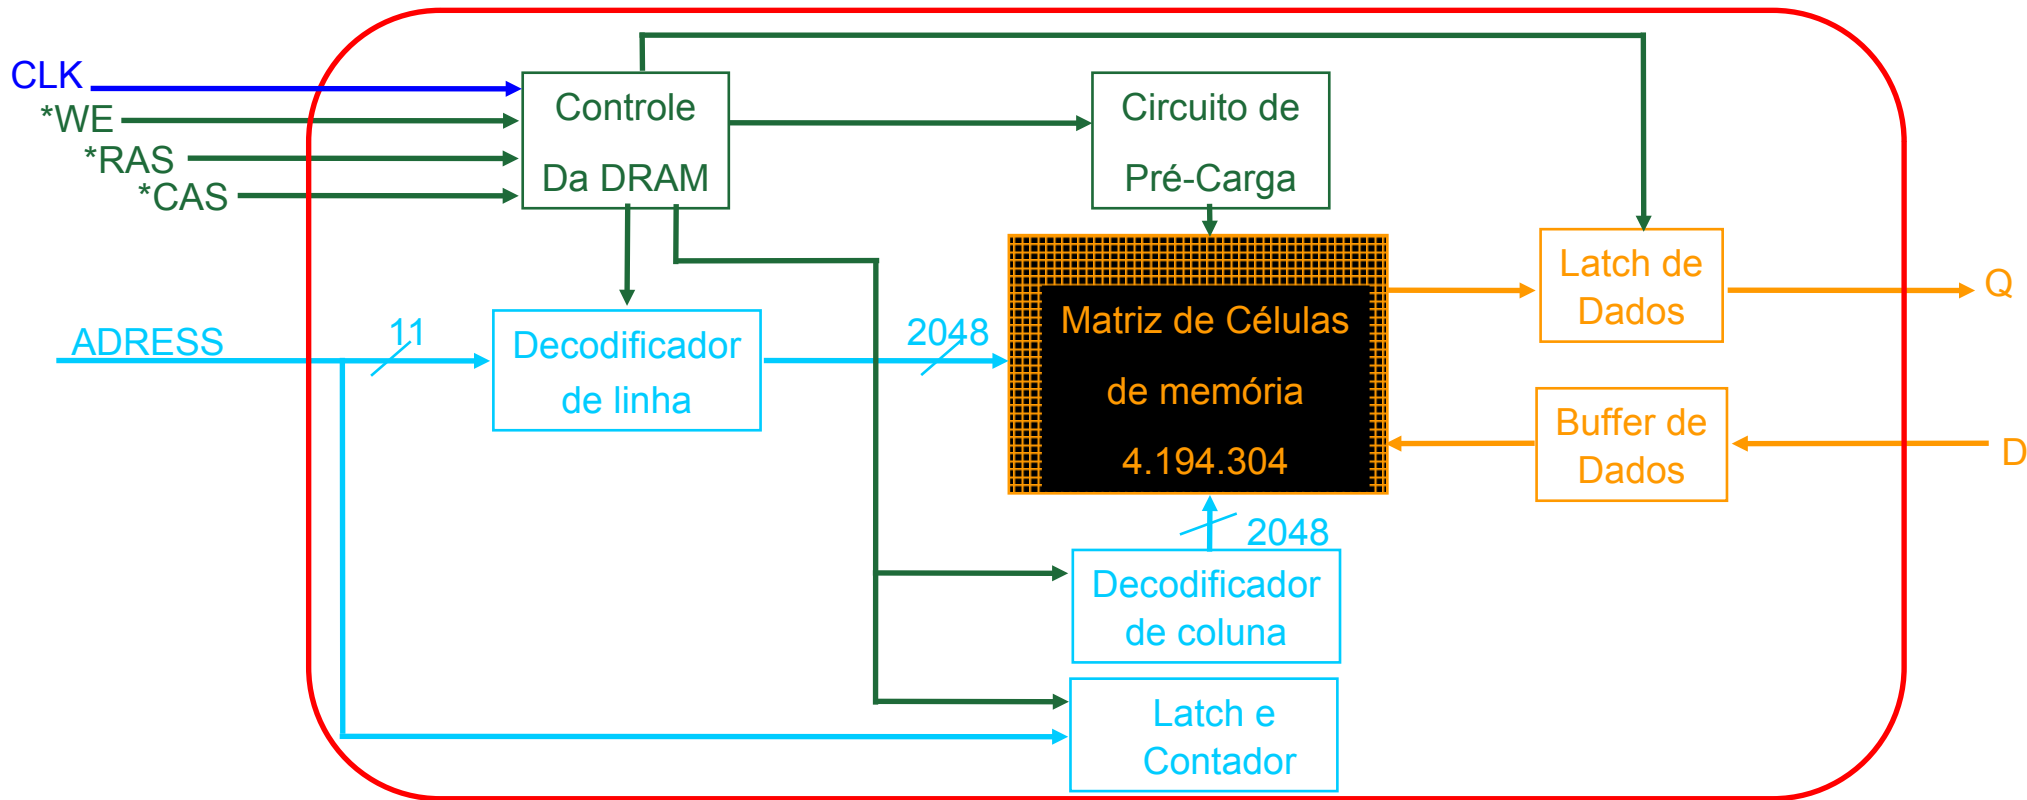 CLK
*WE
*RAS
*CAS
Controle
Da DRAM
Circuito de
Pré-Carga
ADRESS
11
Decodificador
de linha
2048
Matriz de Células
de memória
4.194.304
Latch de
Dados
Q
Buffer de
Dados
D
2048
Decodificador
de coluna
Latch e
Contador